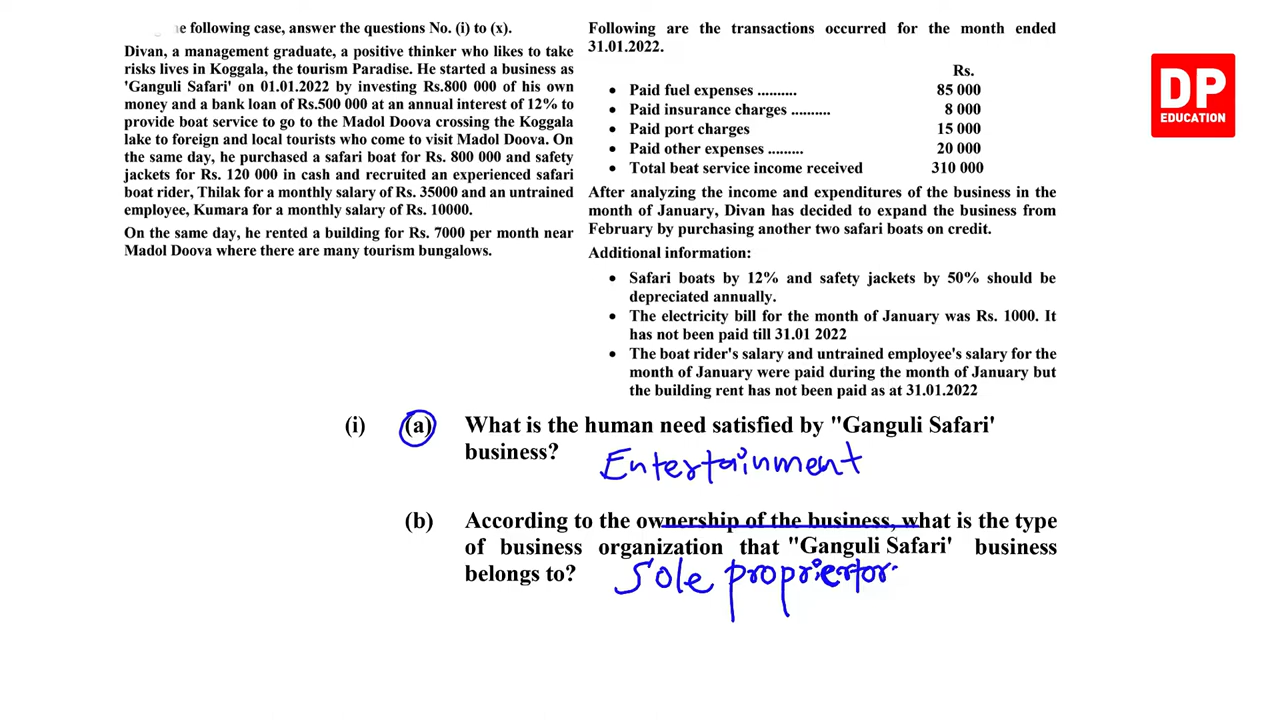 ne following case, answer the questions No. (i) to (x).
Divan, a management graduate, a positive thinker who likes to take
risks lives in Koggala, the tourism Paradise. He started a business as
'Ganguli Safari' on 01.01.2022 by investing Rs.800 000 of his own
money and a bank loan of Rs.500 000 at an annual interest of 12% to
provide boat service to go to the Madol Doova crossing the Koggala
lake to foreign and local tourists who come to visit Madol Doova. On
the same day, he purchased a safari boat for Rs. 800 000 and safety
jackets for Rs. 120 000 in cash and recruited an experienced safari
boat rider, Thilak for a monthly salary of Rs. 35000 and an untrained
employee, Kumara for a monthly salary of Rs. 10000.
On the same day, he rented a building for Rs. 7000 per month near
Madol Doova where there are many tourism bungalows.
Following are the transactions occurred for the month ended
31.01.2022.
Rs.
• Paid fuel expenses .......... 85 000
• Paid insurance charges .......... 8 000
• Paid port charges 15 000
• Paid other expenses ......... 20 000
• Total beat service income received 310 000
After analyzing the income and expenditures of the business in the
month of January, Divan has decided to expand the business from
February by purchasing another two safari boats on credit.
Additional information:
• Safari boats by 12% and safety jackets by 50% should be
depreciated annually.
• The electricity bill for the month of January was Rs. 1000. It
has not been paid till 31.01 2022
• The boat rider's salary and untrained employee's salary for the
month of January were paid during the month of January but
the building rent has not been paid as at 31.01.2022
DP
EDUCATION
(i) (a) What is the human need satisfied by "Ganguli Safari'
business?
Entertainment
(b) According to the ownership of the business, what is the type
of business organization that "Ganguli Safari' business
belongs to?
Sole propriertor